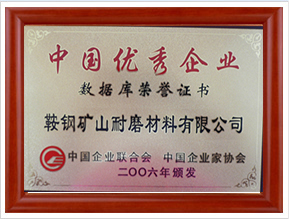 中国优秀企业
数据库荣誉证书
鞍钢矿山耐磨材料有限公司
中国企业联合会 中国企业家协会
二〇〇六年颁发